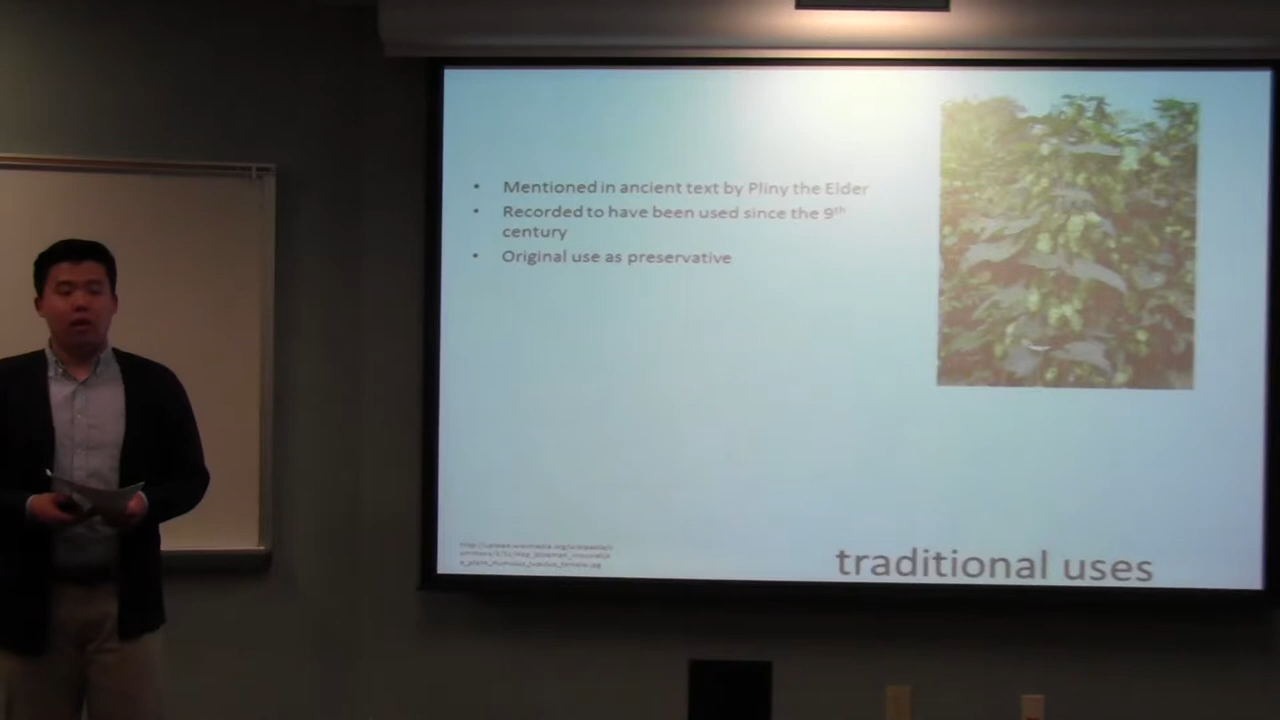 • Mentioned in ancient text by Pliny the Elder
• Recorded to have been used since the 9th
century
• Original use as preservative
traditional uses